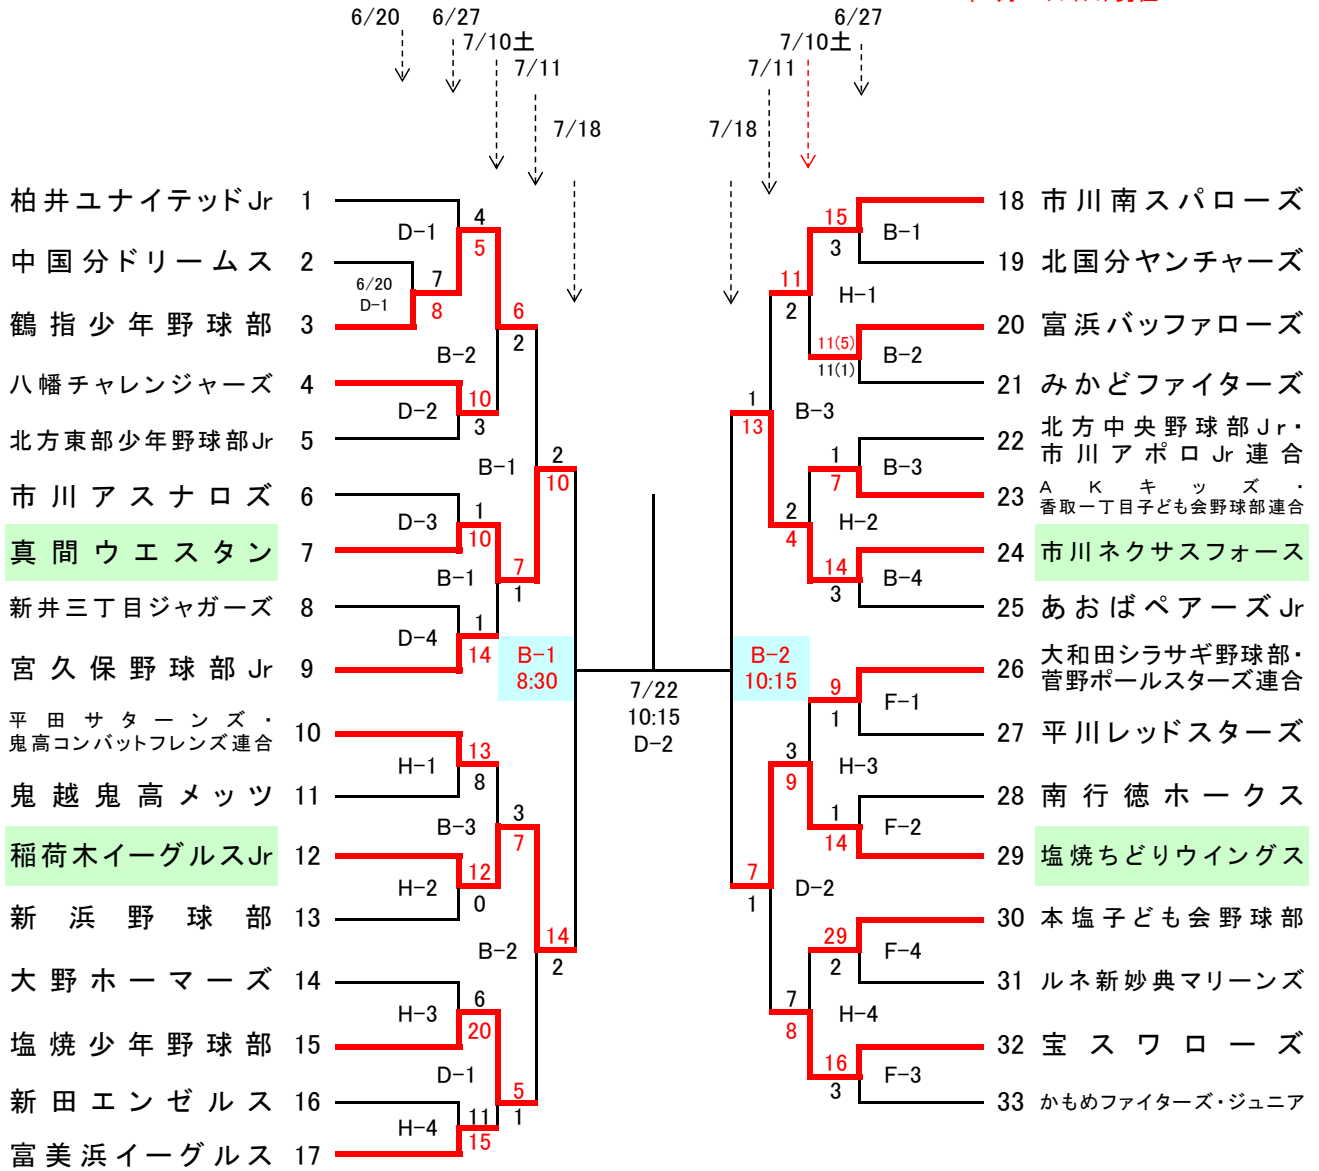 6/20
6/27
7/10土
7/11
7/18
6/27
7/10土
7/11
7/18
柏井ユナイテッドJr 1
中国分ドリームス 2
鶴指少年野球部 3
八幡チャレンジャーズ 4
北方東部少年野球部Jr 5
市川アスナロズ 6
真間ウエスタン 7
新井三丁目ジャガーズ 8
宮久保野球部Jr 9
平田サターンズ・
鬼高コンバットフレンズ連合 10
鬼越鬼高メッツ 11
稲荷木イーグルスJr 12
新浜野球部 13
大野ホーマーズ 14
塩焼少年野球部 15
新田エンゼルス 16
富美浜イーグルス 17
D-1
4
5
6/20
D-1
7
8
B-2
6
2
D-2
10
3
B-1
2
10
D-3
1
10
B-1
7
1
D-4
1
14
B-1
8:30
H-1
13
8
B-3
3
7
H-2
12
0
B-2
14
2
H-3
6
20
D-1
5
1
H-4
11
15
7/22
10:15
D-2
18 市川南スパローズ
19 北国分ヤンチャーズ
20 富浜バッファローズ
21 みかどファイターズ
22 北方中央野球部Jr・
市川アポロJr連合
23 AKキッズ・
香取一丁目子ども会野球部連合
24 市川ネクサスフォース
25 あおばペアーズJr
26 大和田シラサギ野球部・
菅野ポールスターズ連合
27 平川レッドスターズ
28 南行徳ホークス
29 塩焼ちどりウイングス
30 本塩子ども会野球部
31 ルネ新妙典マリーンズ
32 宝スワローズ
33 かもめファイターズ・ジュニア
15
3
B-1
11
2
H-1
11(5)
11(1)
B-2
1
13
B-3
1
7
B-3
2
4
H-2
14
3
B-4
B-2
10:15
9
1
F-1
3
9
H-3
1
14
F-2
7
1
D-2
29
2
F-4
7
8
H-4
16
3
F-3